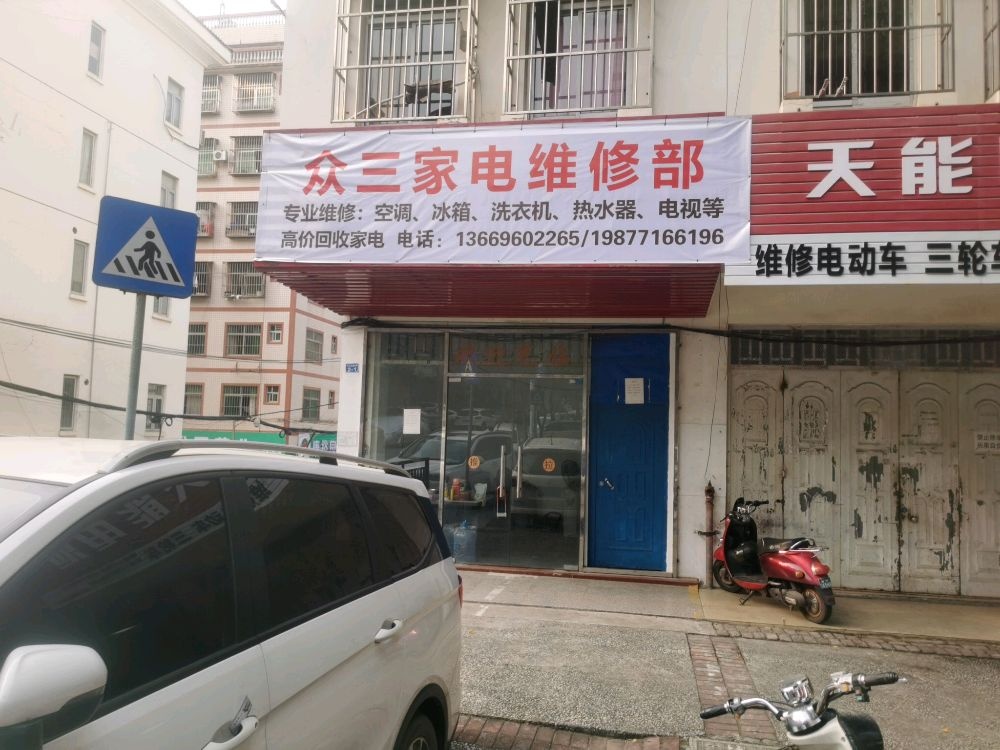 众三家电维修部
专业维修：空调、冰箱、洗衣机、热水器、电视等
高价回收家电 电话：13669602265/19877166196
天能
维修电动车 三轮车
推
拉